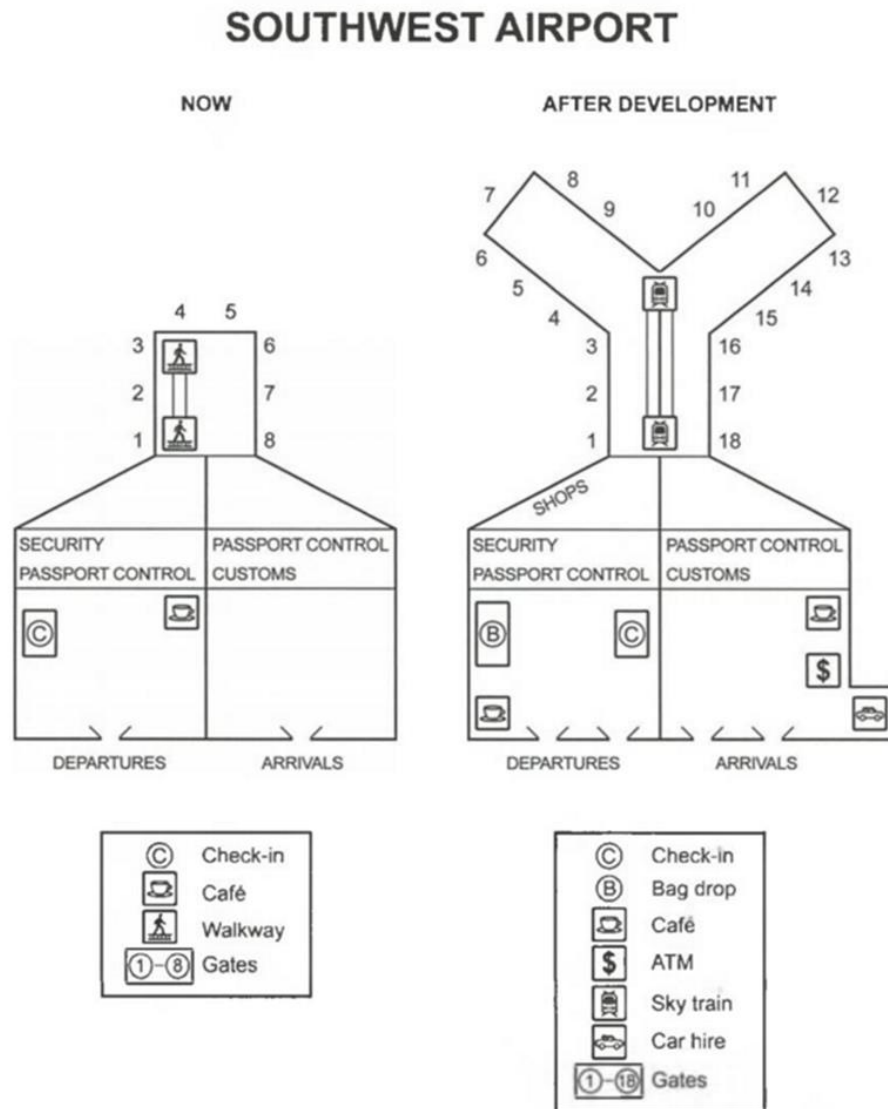 SOUTHWEST AIRPORT
NOW
4 5
3 6
2 7
1 8
SECURITY PASSPORT CONTROL
PASSPORT CONTROL CUSTOMS
C
DEPARTURES ARRIVALS
C Check-in
Café
Walkway
1-8 Gates
AFTER DEVELOPMENT
8 11
7 9 10 12
6 13
5 14
4 15
3 16
2 17
1 18
SHOPS
SECURITY PASSPORT CONTROL
PASSPORT CONTROL CUSTOMS
B C
$
DEPARTURES ARRIVALS
C Check-in
B Bag drop
Café
$ ATM
Sky train
Car hire
1-18 Gates